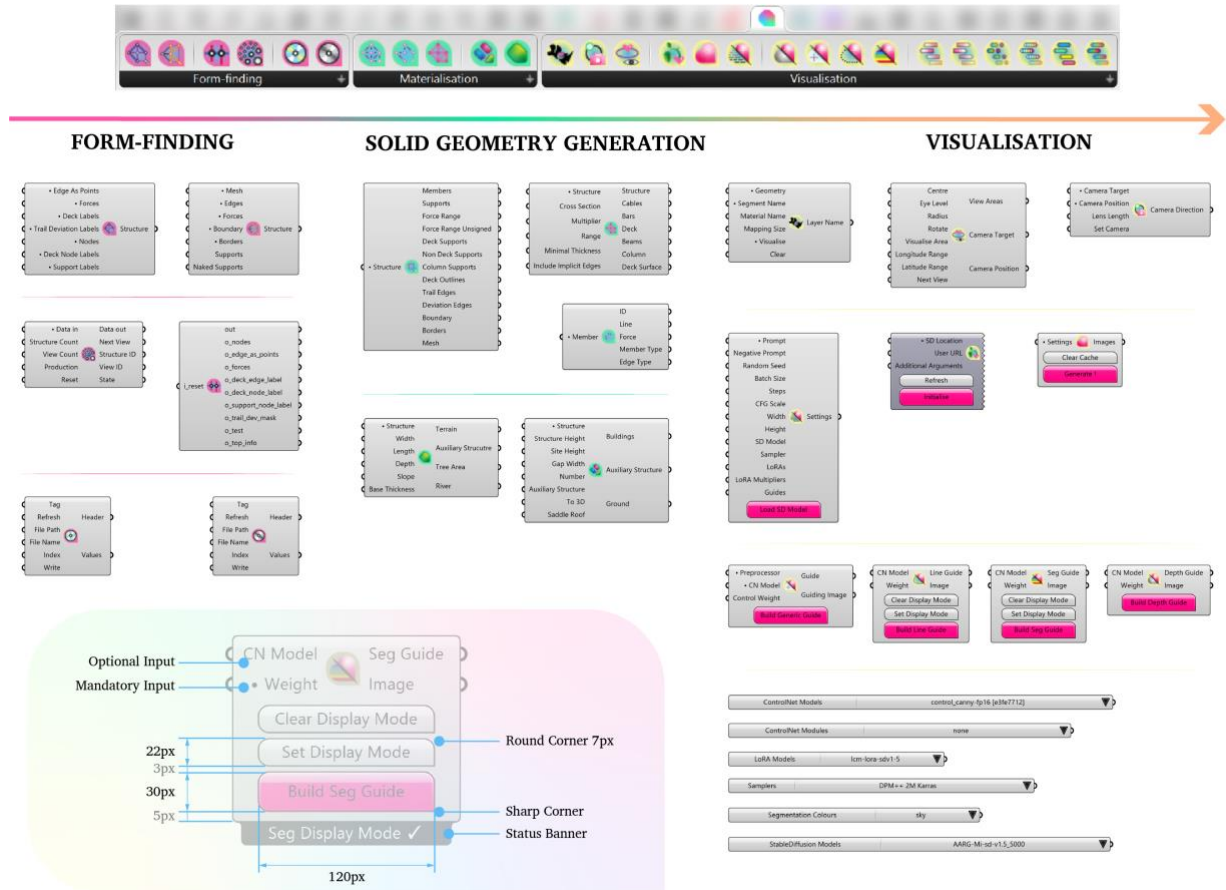 Form-finding
Materialisation
Visualisation
FORM-FINDING
SOLID GEOMETRY GENERATION
VISUALISATION
• Edge As Points
• Forces
• Deck Labels
• Trail Deviation Labels
• Nodes
• Deck Node Labels
• Support Labels
Structure
• Mesh
• Edges
• Forces
• Boundary
• Borders
Supports
Naked Supports
Structure
• Structure
Members
Supports
Force Range
Force Range Unsigned
Deck Supports
Non Deck Supports
Column Supports
Deck Outlines
Trail Edges
Deviation Edges
Boundary
Borders
Mesh
• Structure
Cross Section
Multiplier
Range
Minimal Thickness
Include Implicit Edges
Structure
Cables
Bars
Deck
Beams
Column
Deck Surface
• Geometry
• Segment Name
Material Name
Mapping Size
• Visualise
Clear
Layer Name
Centre
Eye Level
Radius
Rotate
Visualise Area
Longitude Range
Latitude Range
Next View
View Areas
Camera Target
Camera Position
• Camera Target
• Camera Position
Lens Length
Set Camera
Camera Direction
• Data In
Structure Count
View Count
Production
Reset
Data out
Next View
Structure ID
View ID
State
i_reset
out
o_nodes
o_edge_as_points
o_forces
o_deck_edge_label
o_deck_node_label
o_support_node_label
o_trail_dev_mask
o_test
o_top_info
• Member
ID
Line
Force
Member Type
Edge Type
• Prompt
Negative Prompt
Random Seed
Batch Size
Steps
CFG Scale
Width
Height
SD Model
Sampler
LoRAs
LoRA Multipliers
Guides
Settings
Load SD Model
• SD Location
User URL
Additional Arguments
Refresh
Initialise
• Settings
Images
Clear Cache
Generate !
• Structure
Width
Length
Depth
Slope
Base Thickness
Terrain
Auxiliary Strucutre
Tree Area
River
• Structure
Structure Height
Site Height
Gap Width
Number
Auxiliary Structure
To 3D
Saddle Roof
Buildings
Auxiliary Structure
Ground
Tag
Refresh
File Path
File Name
Index
Write
Header
Values
Tag
Refresh
File Path
File Name
Index
Write
Header
Values
• Preprocessor
• CN Model
Control Weight
Guide
Guiding Image
Build Generic Guide
CN Model
Weight
Line Guide
Image
Clear Display Mode
Set Display Mode
Build Line Guide
CN Model
Weight
Seg Guide
Image
Clear Display Mode
Set Display Mode
Build Seg Guide
CN Model
Weight
Depth Guide
Image
Build Depth Guide
Optional Input
Mandatory Input
CN Model
• Weight
Seg Guide
Image
Clear Display Mode
Set Display Mode
Build Seg Guide
Seg Display Mode ✓
22px
3px
30px
5px
120px
Round Corner 7px
Sharp Corner
Status Banner
ControlNet Models control_canny-fp16 [e3fe7712]
ControlNet Modules none
LoRA Models lcm-lora-sdv1-5
Samplers DPM++ 2M Karras
Segmentation Colours sky
StableDiffusion Models AARG-Mi-sd-v1.5_5000